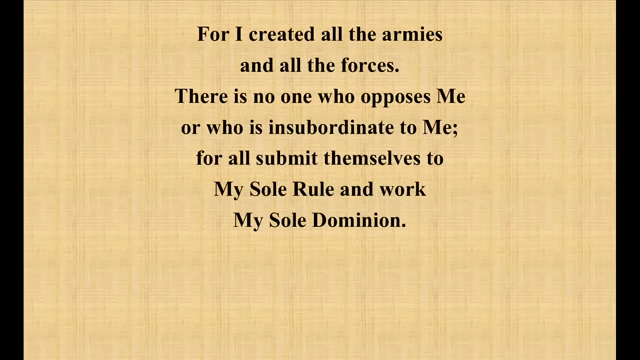 For I created all the armies
and all the forces.
There is no one who opposes Me
or who is insubordinate to Me;
for all submit themselves to
My Sole Rule and work
My Sole Dominion.